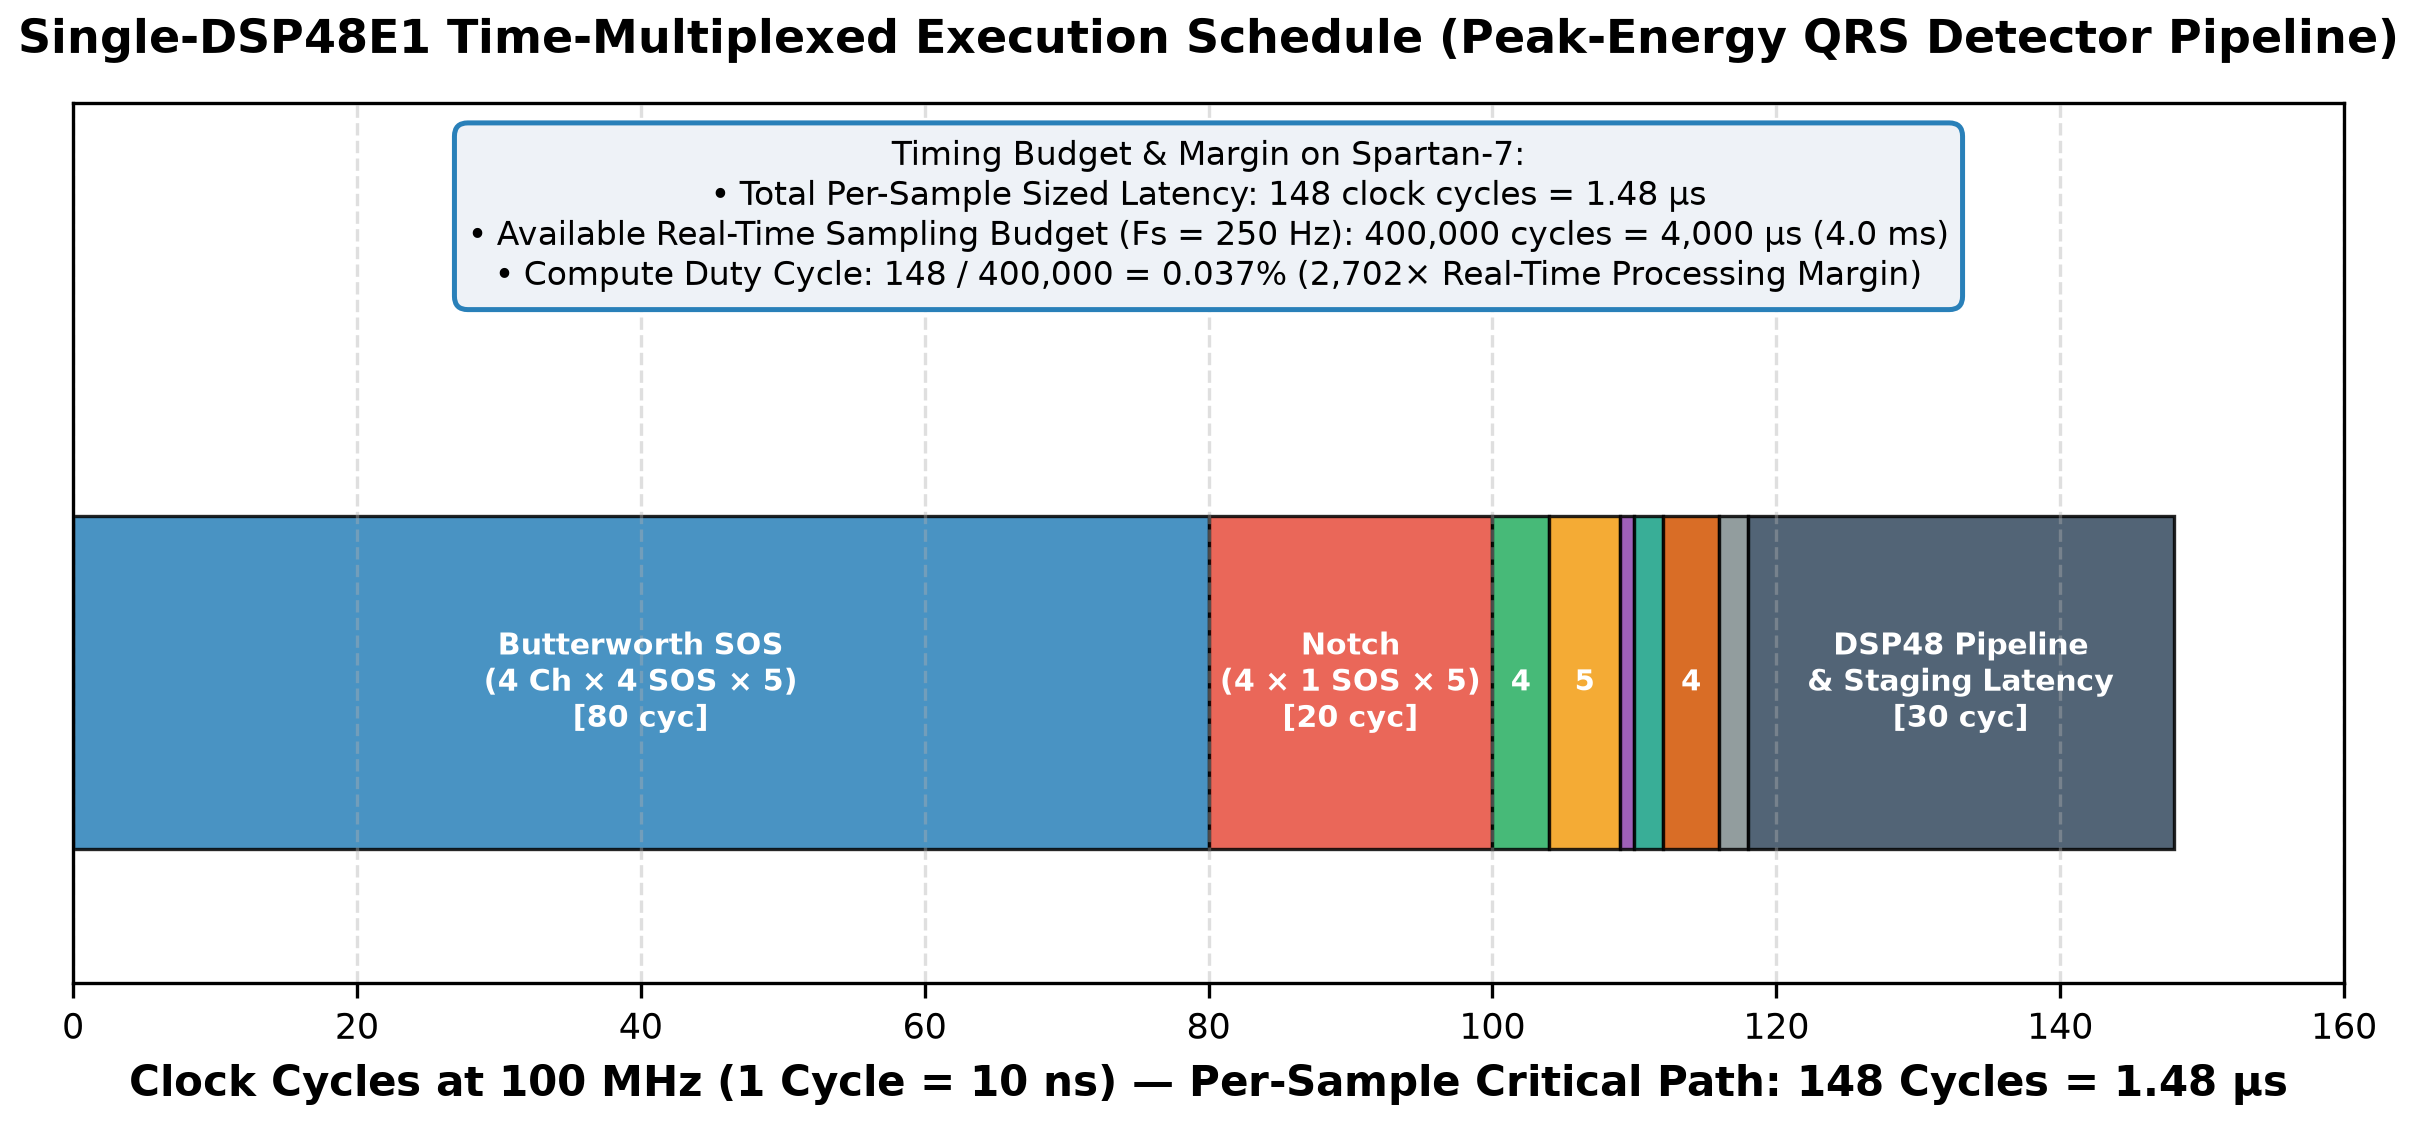 Single-DSP48E1 Time-Multiplexed Execution Schedule (Peak-Energy QRS Detector Pipeline)
Timing Budget & Margin on Spartan-7:
• Total Per-Sample Sized Latency: 148 clock cycles = 1.48 µs
• Available Real-Time Sampling Budget (Fs = 250 Hz): 400,000 cycles = 4,000 µs (4.0 ms)
• Compute Duty Cycle: 148 / 400,000 = 0.037% (2,702× Real-Time Processing Margin)
Butterworth SOS
(4 Ch × 4 SOS × 5)
[80 cyc]
Notch
(4 × 1 SOS × 5)
[20 cyc]
4
5
4
DSP48 Pipeline
& Staging Latency
[30 cyc]
0 20 40 60 80 100 120 140 160
Clock Cycles at 100 MHz (1 Cycle = 10 ns) — Per-Sample Critical Path: 148 Cycles = 1.48 µs